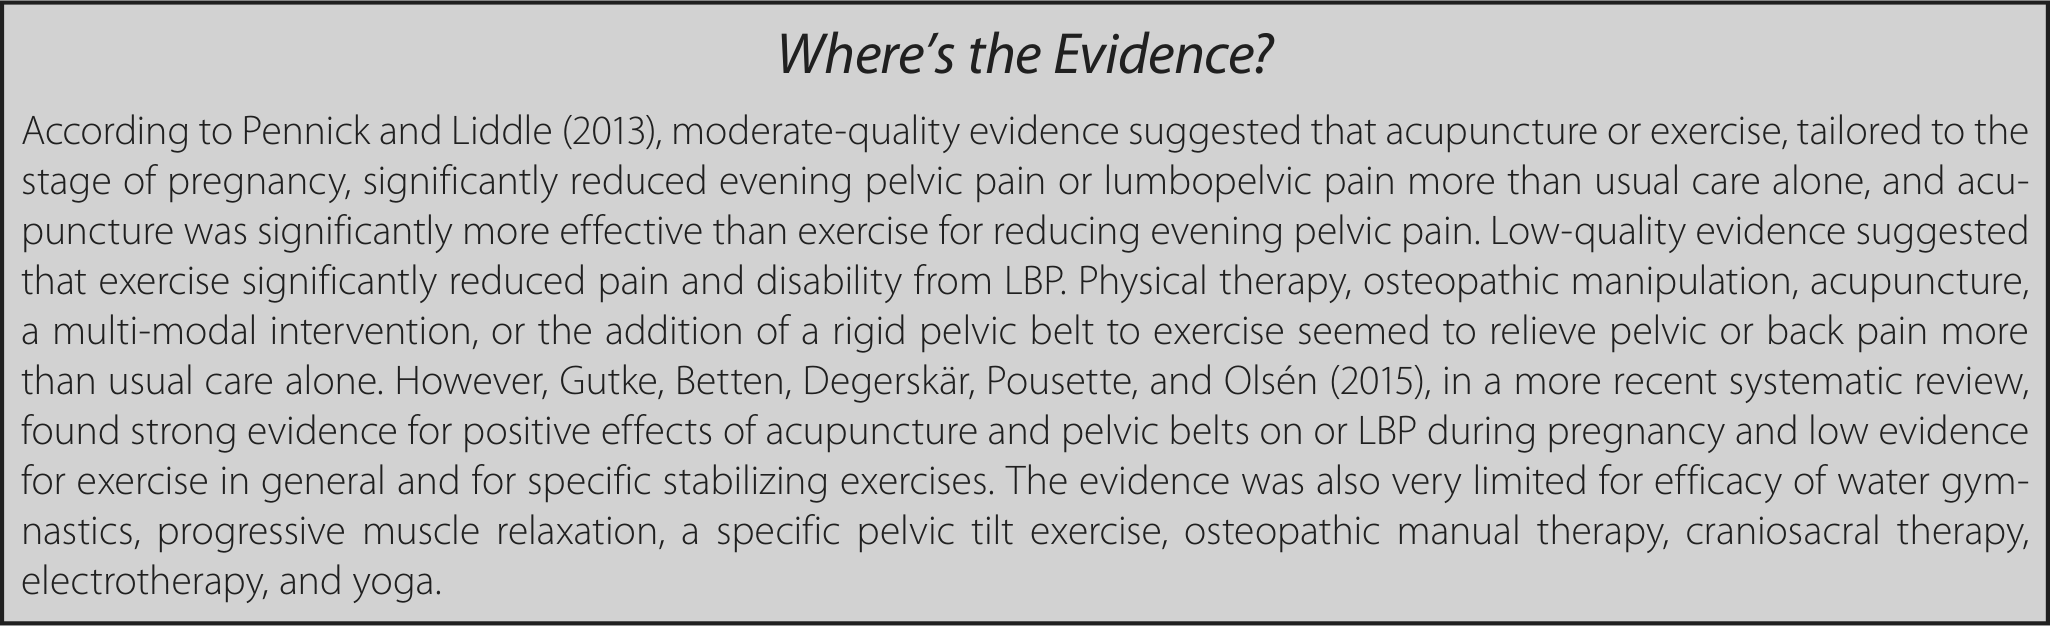 Where’s the Evidence?
According to Pennick and Liddle (2013), moderate-quality evidence suggested that acupuncture or exercise, tailored to the
stage of pregnancy, significantly reduced evening pelvic pain or lumbopelvic pain more than usual care alone, and acu-
puncture was significantly more effective than exercise for reducing evening pelvic pain. Low-quality evidence suggested
that exercise significantly reduced pain and disability from LBP. Physical therapy, osteopathic manipulation, acupuncture,
a multi-modal intervention, or the addition of a rigid pelvic belt to exercise seemed to relieve pelvic or back pain more
than usual care alone. However, Gutke, Betten, Degerskär, Pousette, and Olsén (2015), in a more recent systematic review,
found strong evidence for positive effects of acupuncture and pelvic belts on or LBP during pregnancy and low evidence
for exercise in general and for specific stabilizing exercises. The evidence was also very limited for efficacy of water gym-
nastics, progressive muscle relaxation, a specific pelvic tilt exercise, osteopathic manual therapy, craniosacral therapy,
electrotherapy, and yoga.